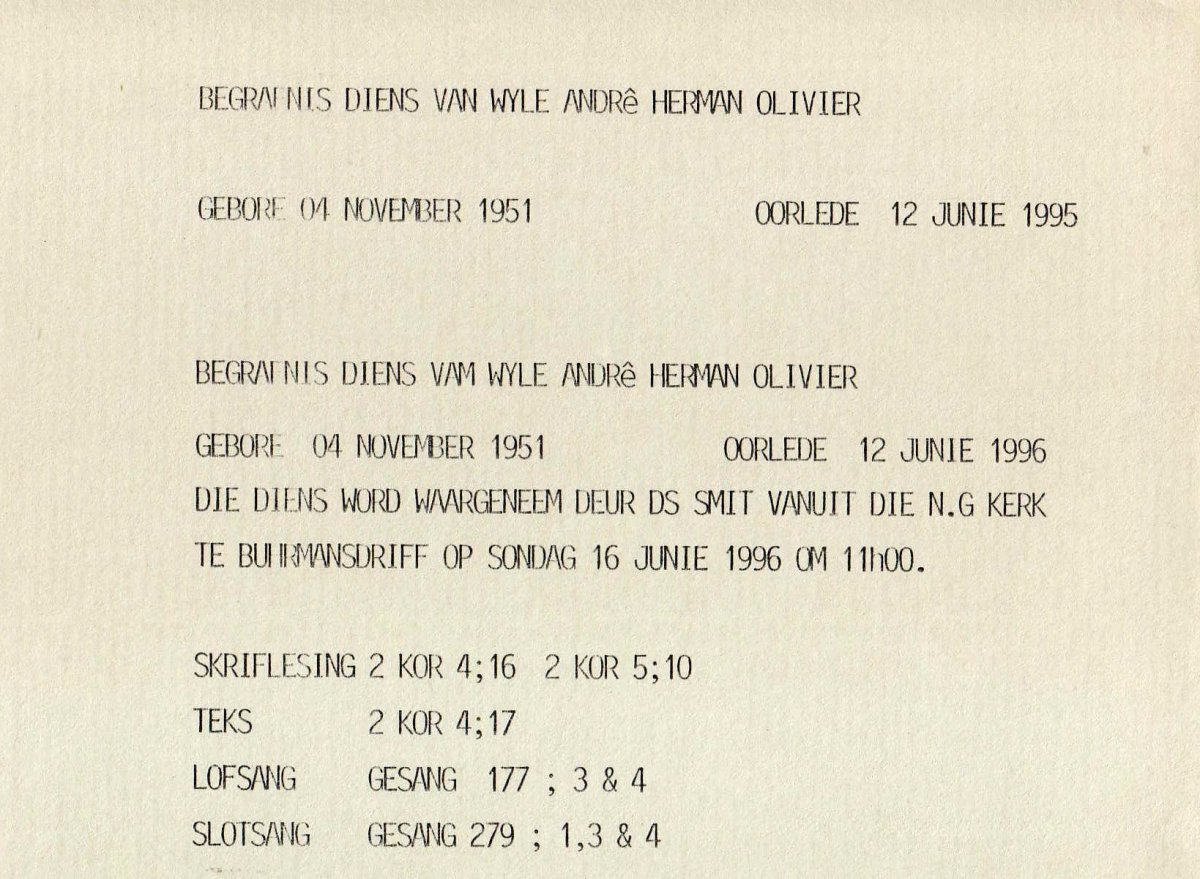 BEGRAFNIS DIENS VAN WYLE ANDRê HERMAN OLIVIER
GEBORE 04 NOVEMBER 1951 OORLEDE 12 JUNIE 1995
BEGRAFNIS DIENS VAM WYLE ANDRê HERMAN OLIVIER
GEBORE 04 NOVEMBER 1951 OORLEDE 12 JUNIE 1996
DIE DIENS WORD WAARGENEEM DEUR DS SMIT VANUIT DIE N.G KERK
TE BUHRMANSDRIFF OP SONDAG 16 JUNIE 1996 OM 11h00.
SKRIFLESING 2 KOR 4;16 2 KOR 5;10
TEKS 2 KOR 4;17
LOFSANG GESANG 177 ; 3 & 4
SLOTSANG GESANG 279 ; 1,3 & 4